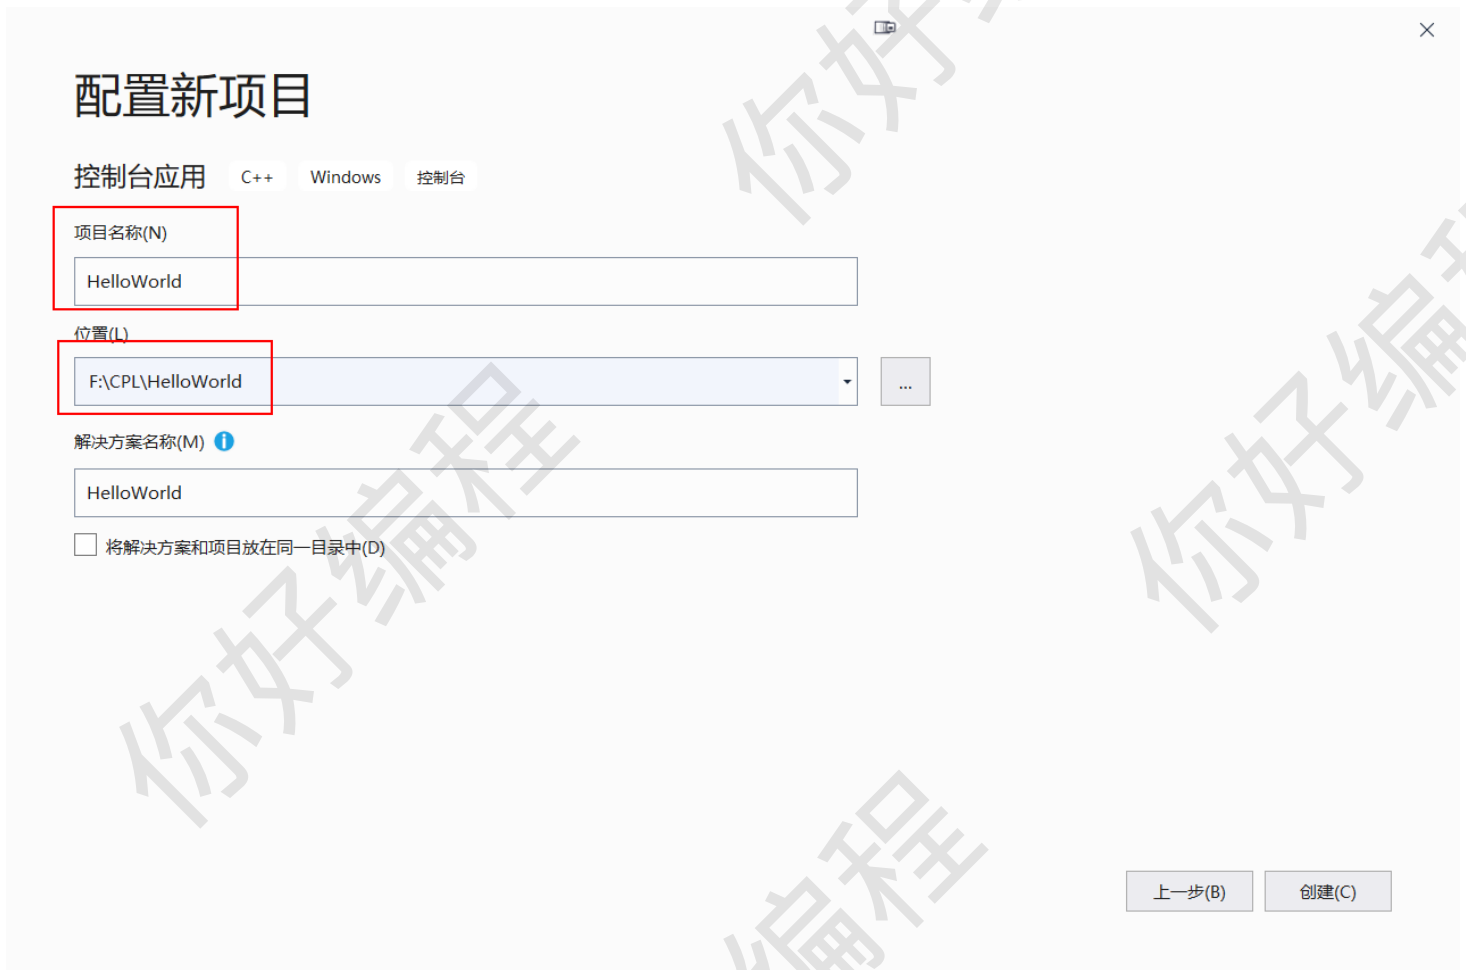 配置新项目
控制台应用 C++ Windows 控制台
项目名称(N)
HelloWorld
位置(L)
F:\CPL\HelloWorld
...
解决方案名称(M)
HelloWorld
将解决方案和项目放在同一目录中(D)
上一步(B) 创建(C)
你好编程
你好编程
你好
编程